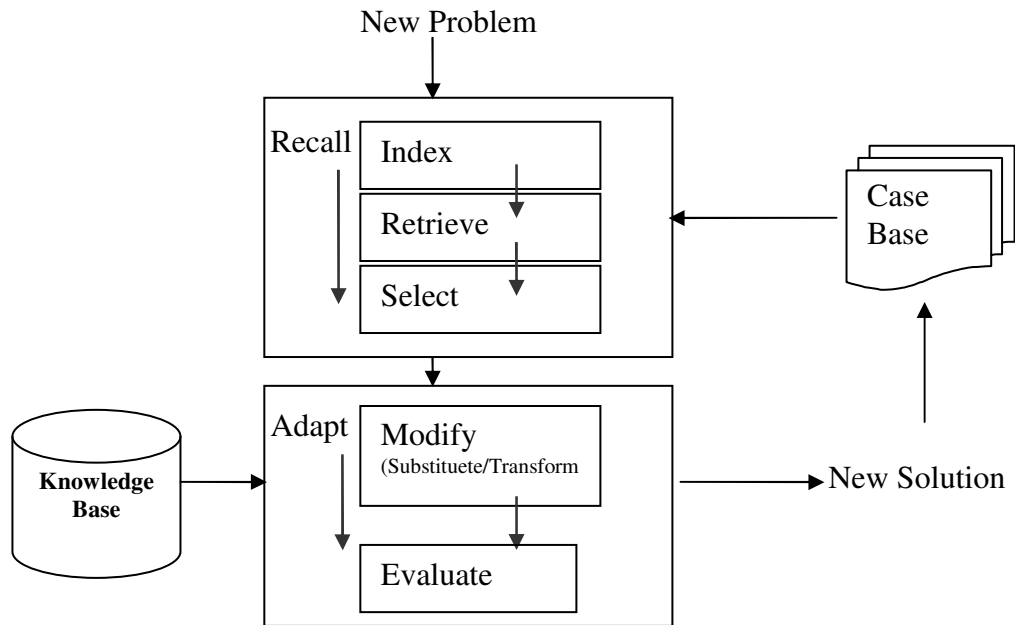 New Problem
Recall
Index
Retrieve
Select
Case
Base
Adapt
Modify
(Substituete/Transform
Evaluate
Knowledge
Base
New Solution